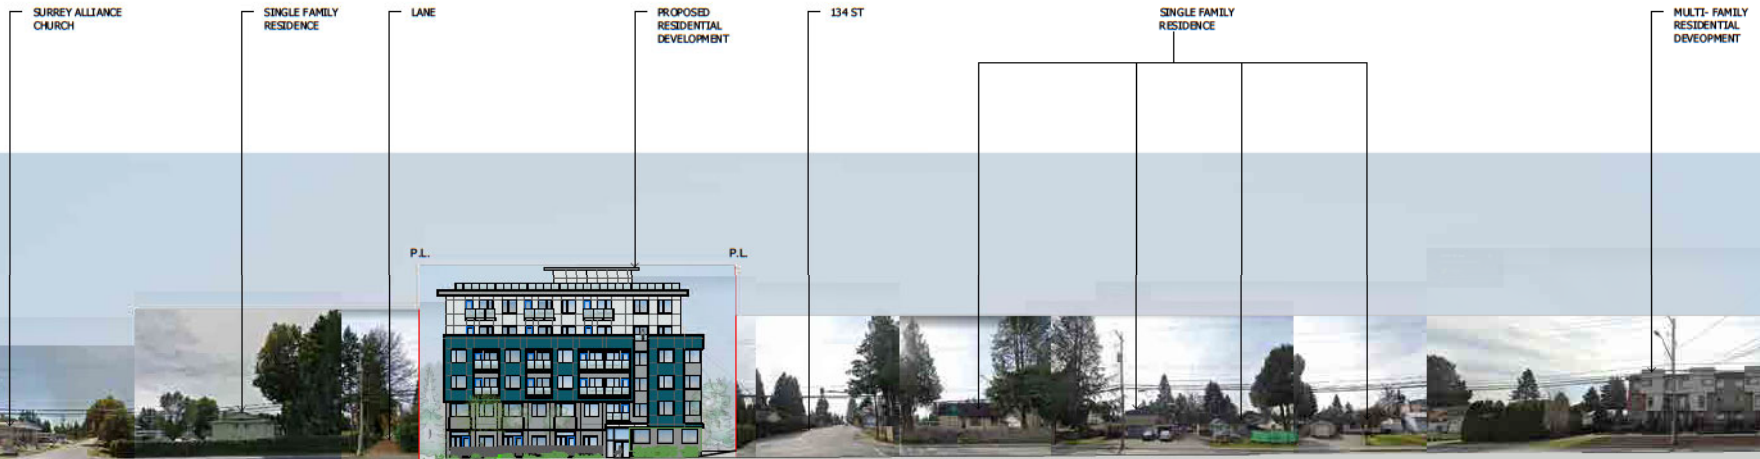 SURREY ALLIANCE
CHURCH
SINGLE FAMILY
RESIDENCE
LANE
PROPOSED
RESIDENTIAL
DEVELOPMENT
134 ST
SINGLE FAMILY
RESIDENCE
MULTI- FAMILY
RESIDENTIAL
DEVEOPMENT
P.L.
P.L.